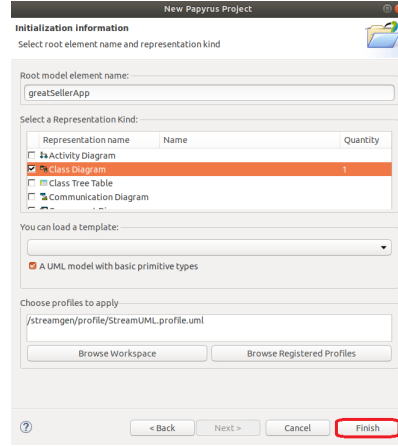 New Papyrus Project
Initialization information
Select root element name and representation kind
Root model element name:
greatSellerApp
Select a Representation Kind:
Representation name Name Quantity
Activity Diagram
Class Diagram 1
Class Tree Table
Communication Diagram
You can load a template:
A UML model with basic primitive types
Choose profiles to apply
/streamgen/profile/StreamUML.profile.uml
Browse Workspace Browse Registered Profiles
? < Back Next > Cancel Finish